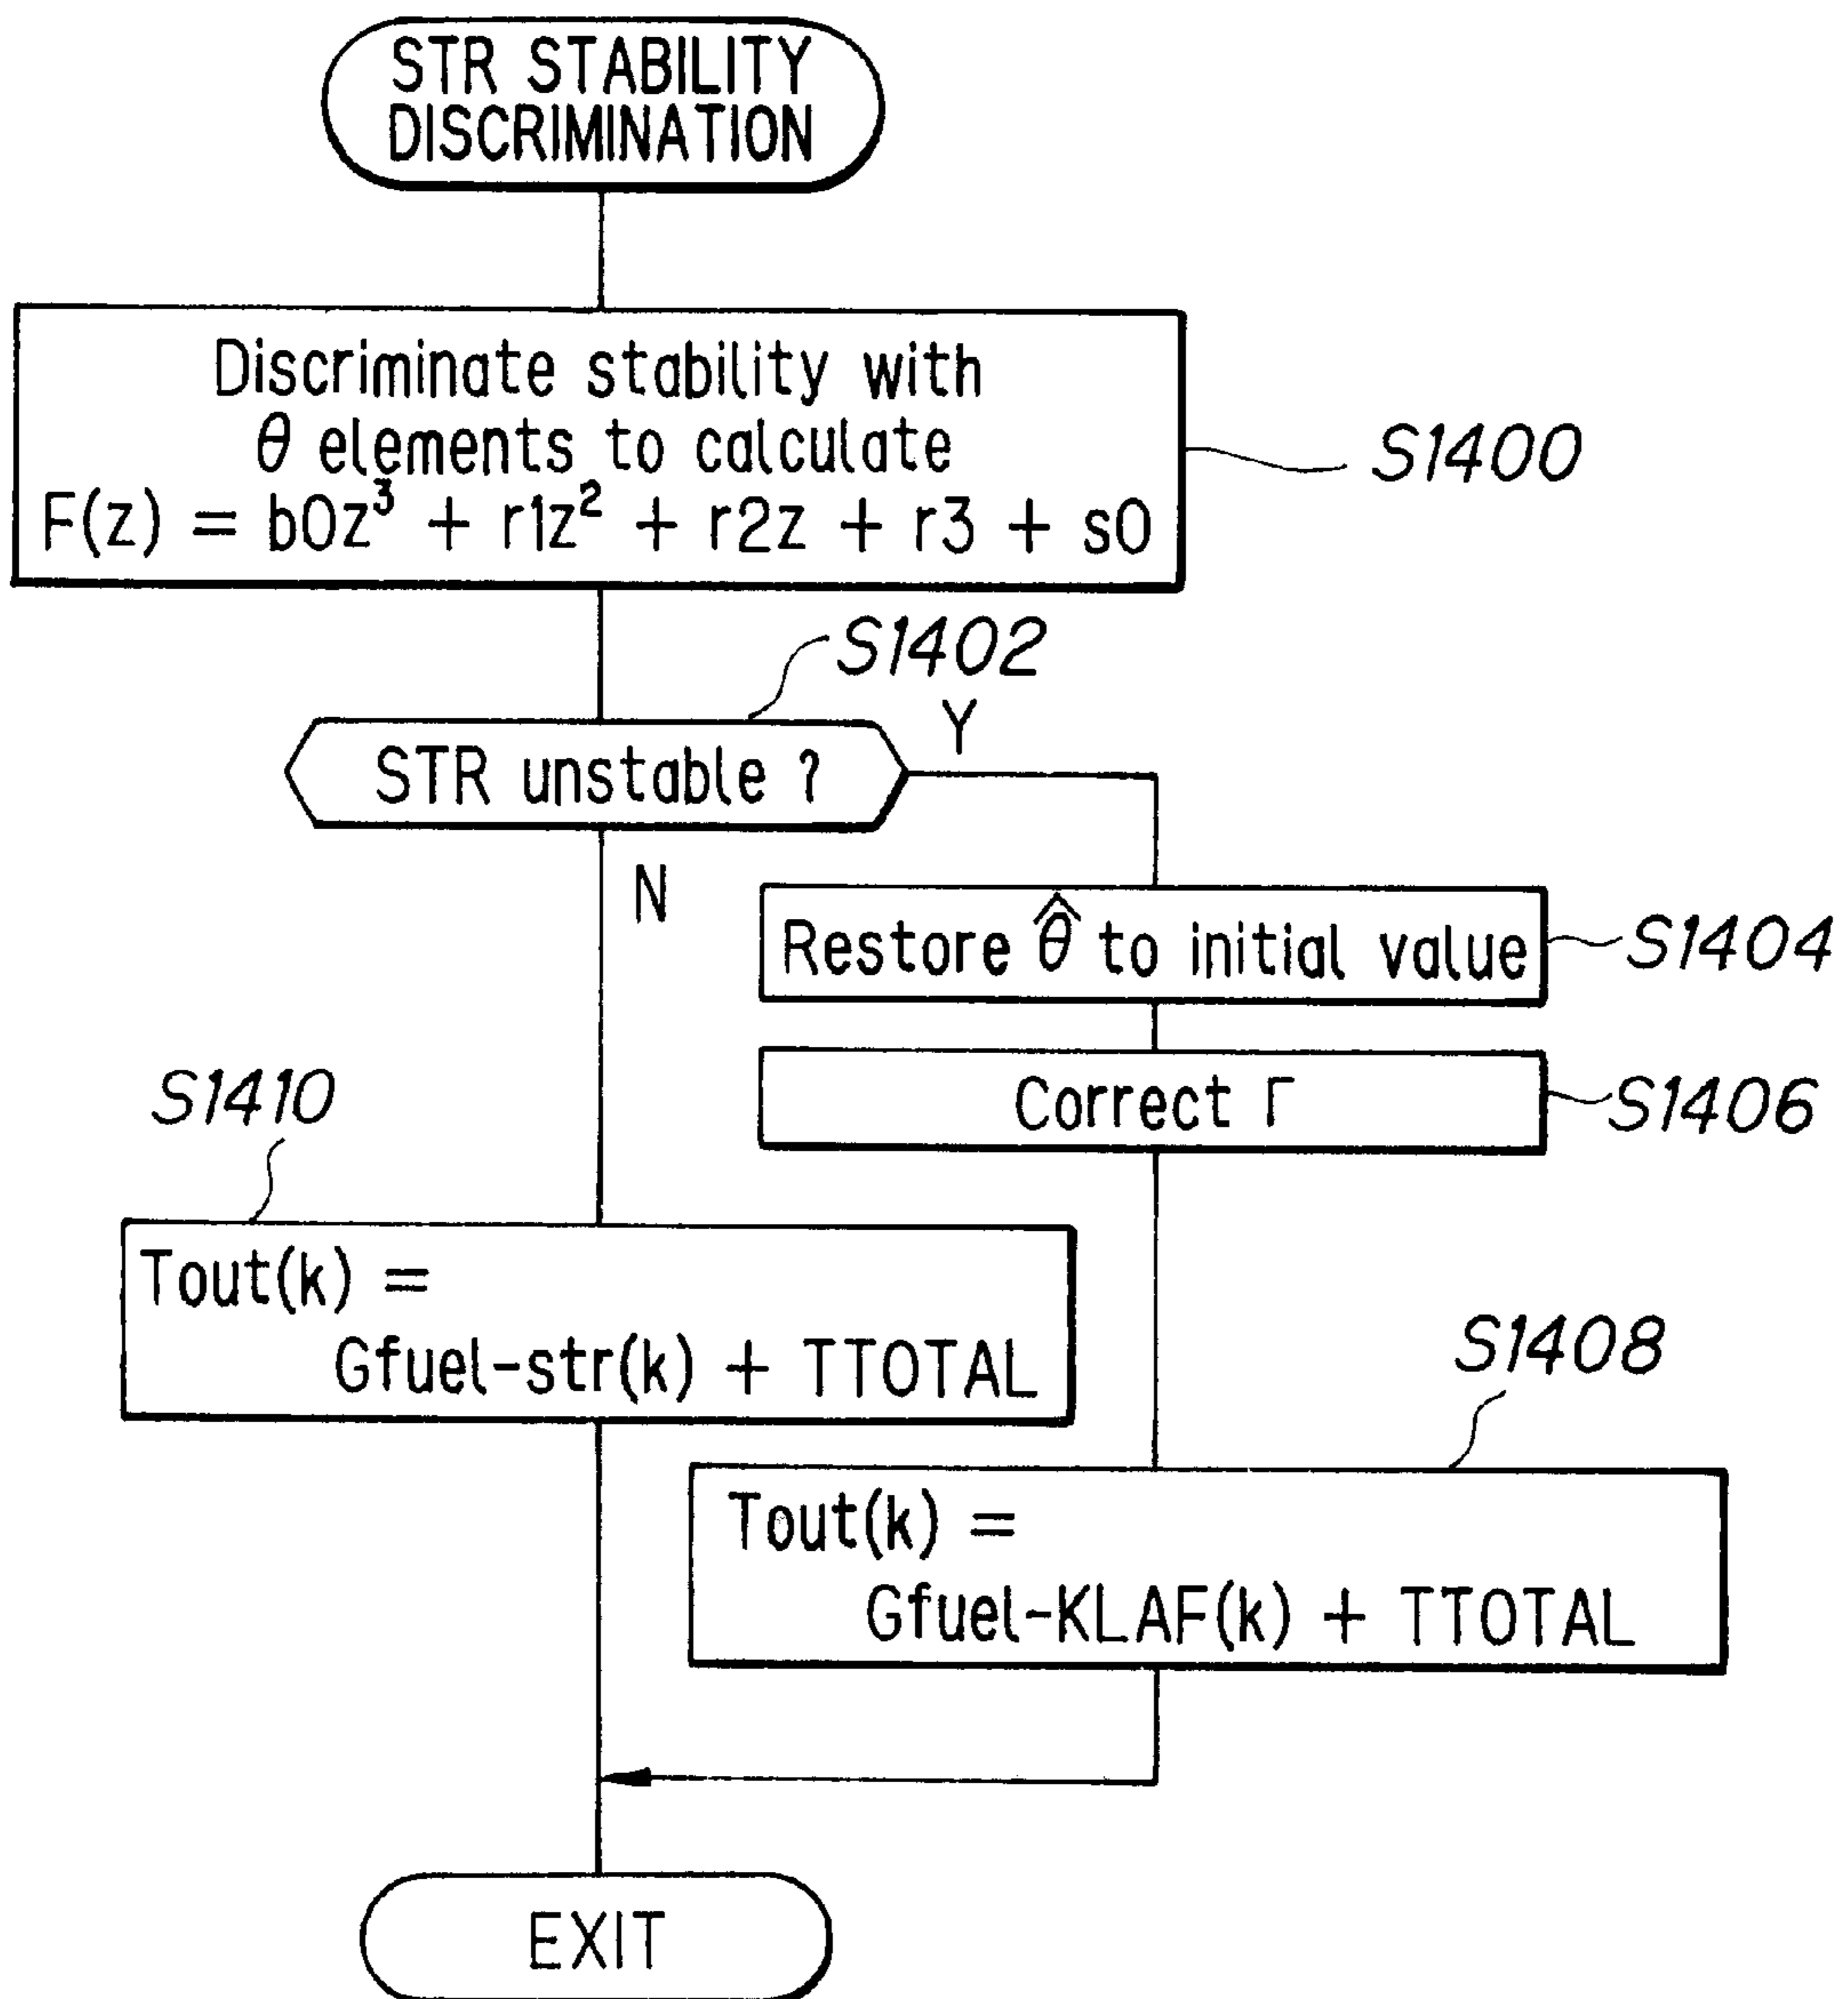 STR STABILITY
DISCRIMINATION
Discriminate stability with
θ elements to calculate
F(z) = b0z³ + r1z² + r2z + r3 + s0
S1400
S1402
STR unstable ?
Y
N
Restore θ̂ to initial value
S1404
Correct Γ
S1406
S1410
Tout(k) =
Gfuel-str(k) + TTOTAL
S1408
Tout(k) =
Gfuel-KLAF(k) + TTOTAL
EXIT